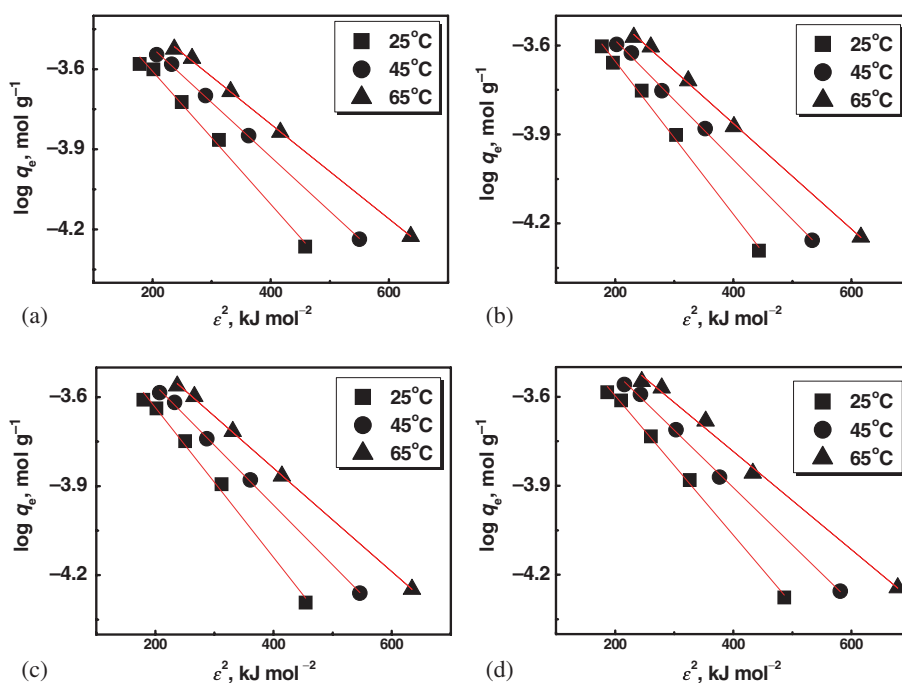 −3.6
−3.9
−4.2
log qₑ, mol g⁻¹
25°C
45°C
65°C
200
400
600
ε², kJ mol⁻²
(a)
−3.6
−3.9
−4.2
log qₑ, mol g⁻¹
25°C
45°C
65°C
200
400
600
ε², kJ mol⁻²
(b)
−3.6
−3.9
−4.2
log qₑ, mol g⁻¹
25°C
45°C
65°C
200
400
600
ε², kJ mol⁻²
(c)
−3.6
−3.9
−4.2
log qₑ, mol g⁻¹
25°C
45°C
65°C
200
400
600
ε², kJ mol⁻²
(d)